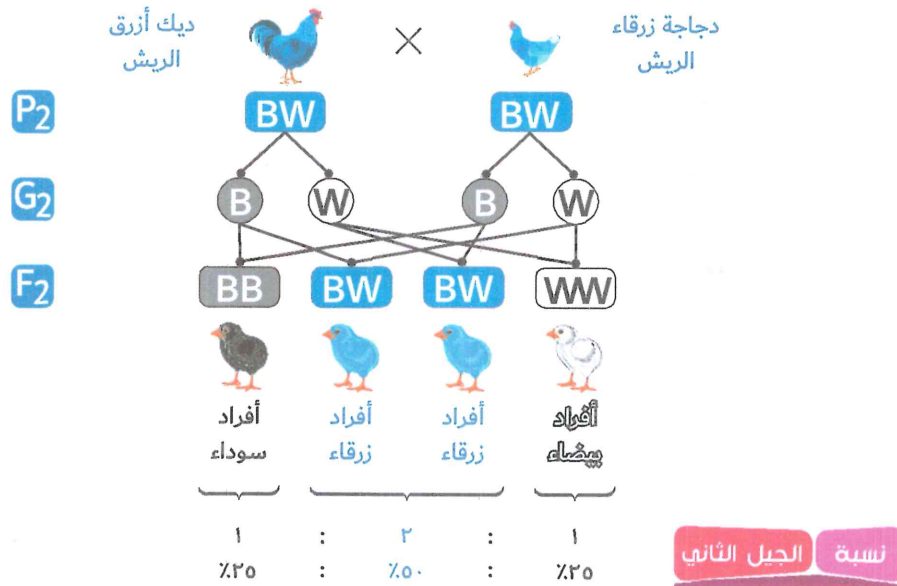 دجاجة زرقاء الريش
ديك أزرق الريش
P2
BW
BW
G2
B
W
B
W
F2
BB
BW
BW
WW
أفراد سوداء
أفراد زرقاء
أفراد زرقاء
أفراد بيضاء
١ : ٢ : ١
٪٢٥ : ٪٥٠ : ٪٢٥
نسبة الجيل الثاني